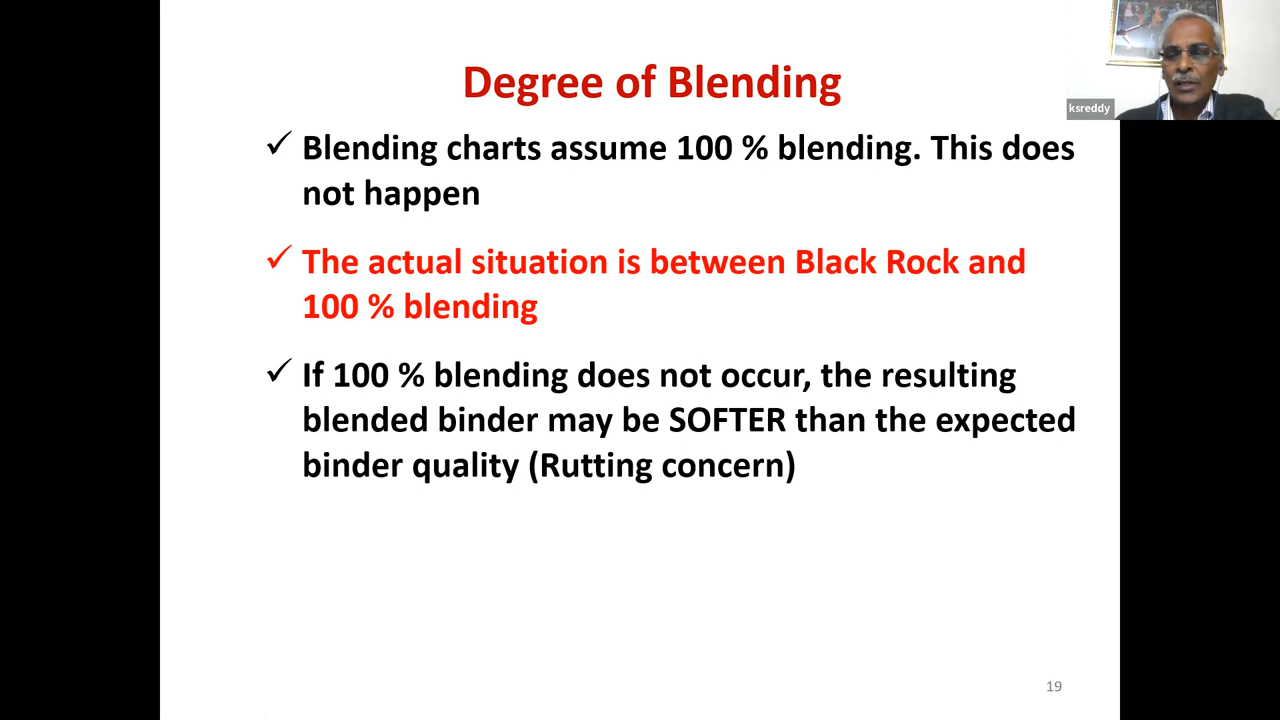 Degree of Blending
ksreddy
✓ Blending charts assume 100 % blending. This does
not happen
✓ The actual situation is between Black Rock and
100 % blending
✓ If 100 % blending does not occur, the resulting
blended binder may be SOFTER than the expected
binder quality (Rutting concern)
19